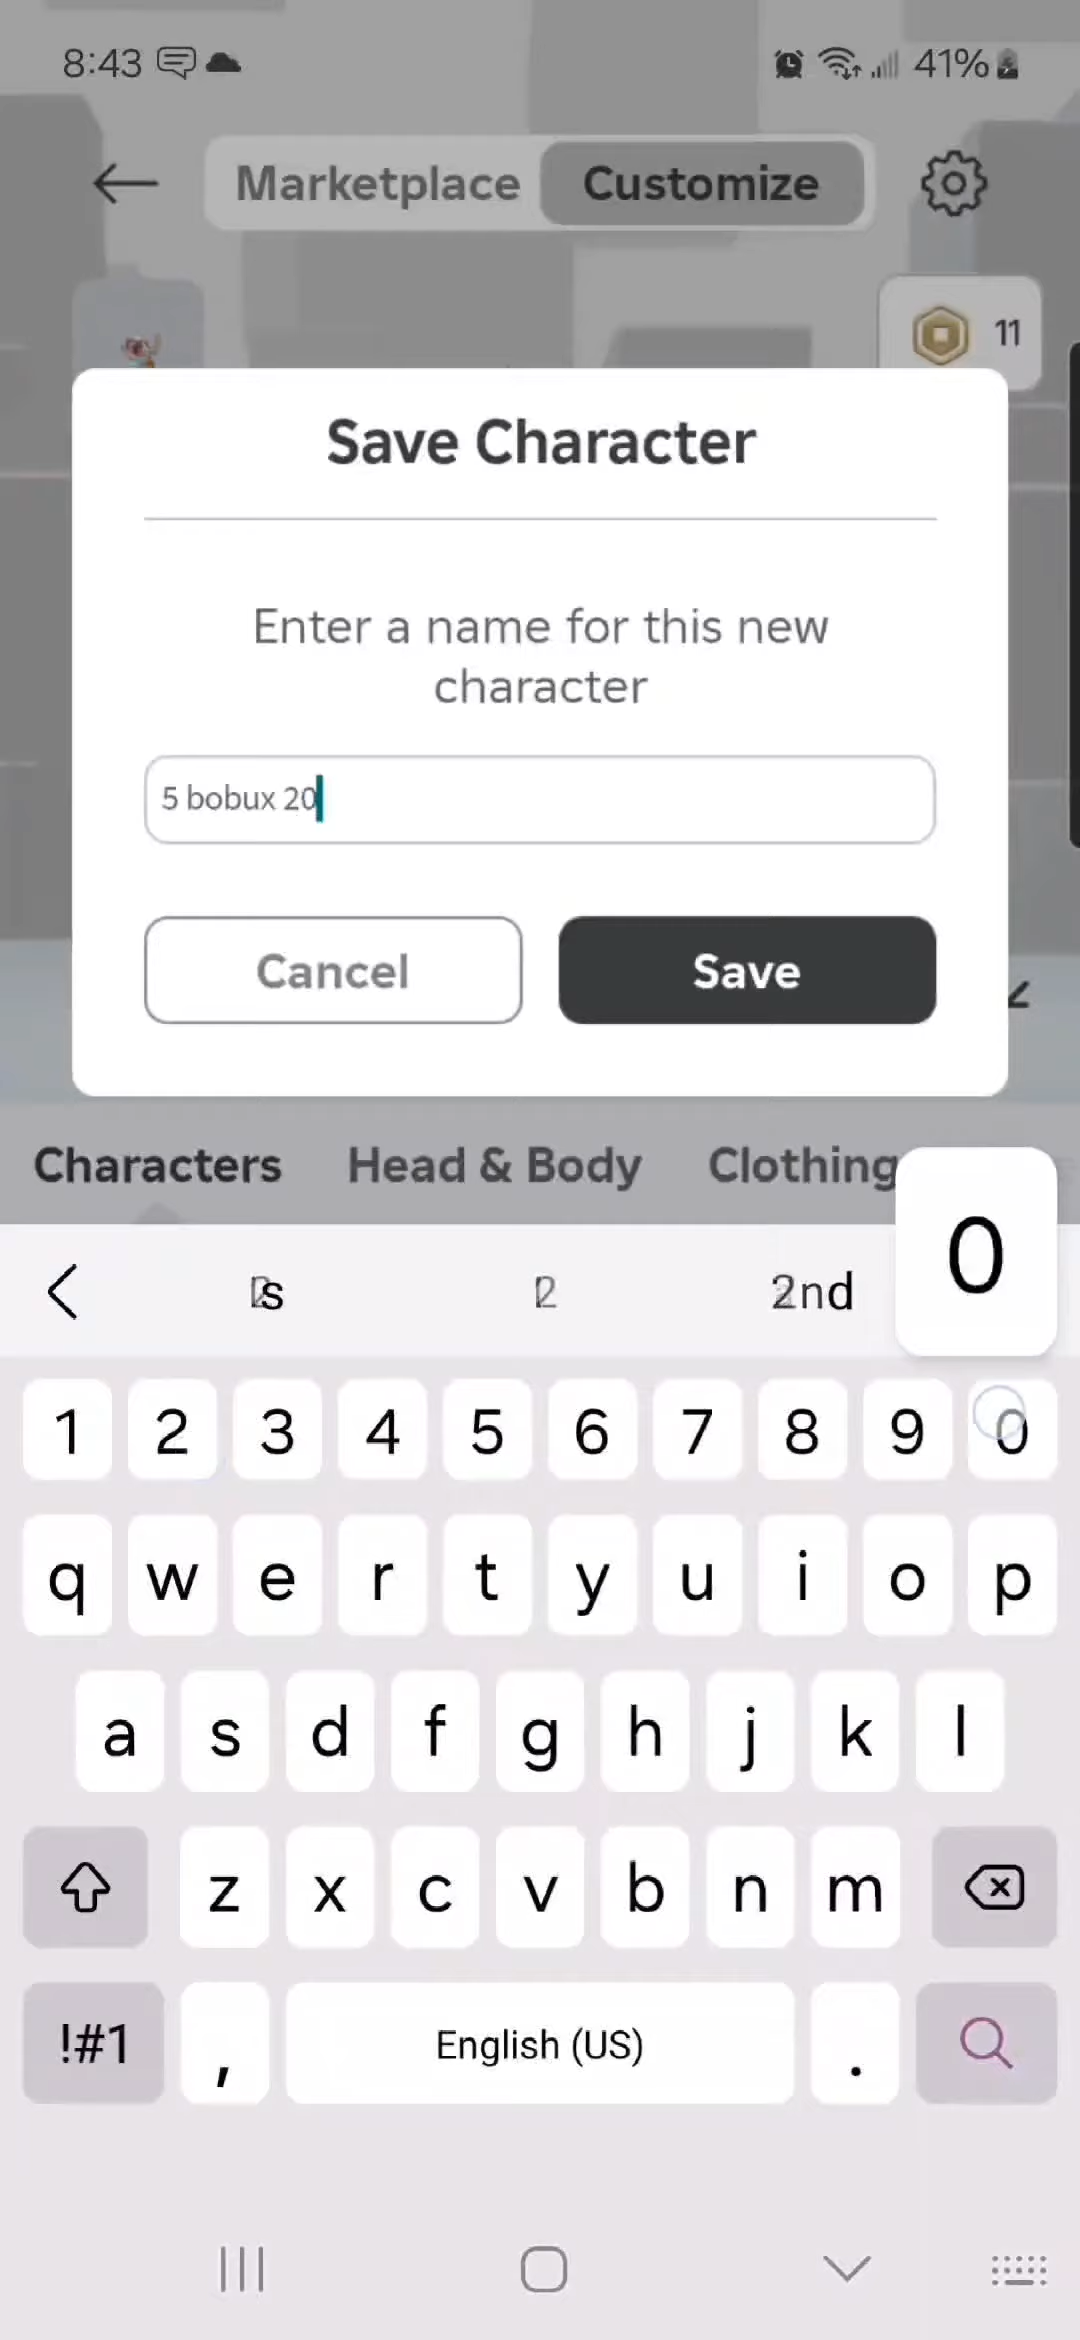 8:43
41%
Marketplace
Customize
11
Save Character
Enter a name for this new
character
5 bobux 20
Cancel
Save
Characters
Head & Body
Clothing
2
2nd
0
1 2 3 4 5 6 7 8 9 0
q w e r t y u i o p
a s d f g h j k l
z x c v b n m
!#1
,
English (US)
.